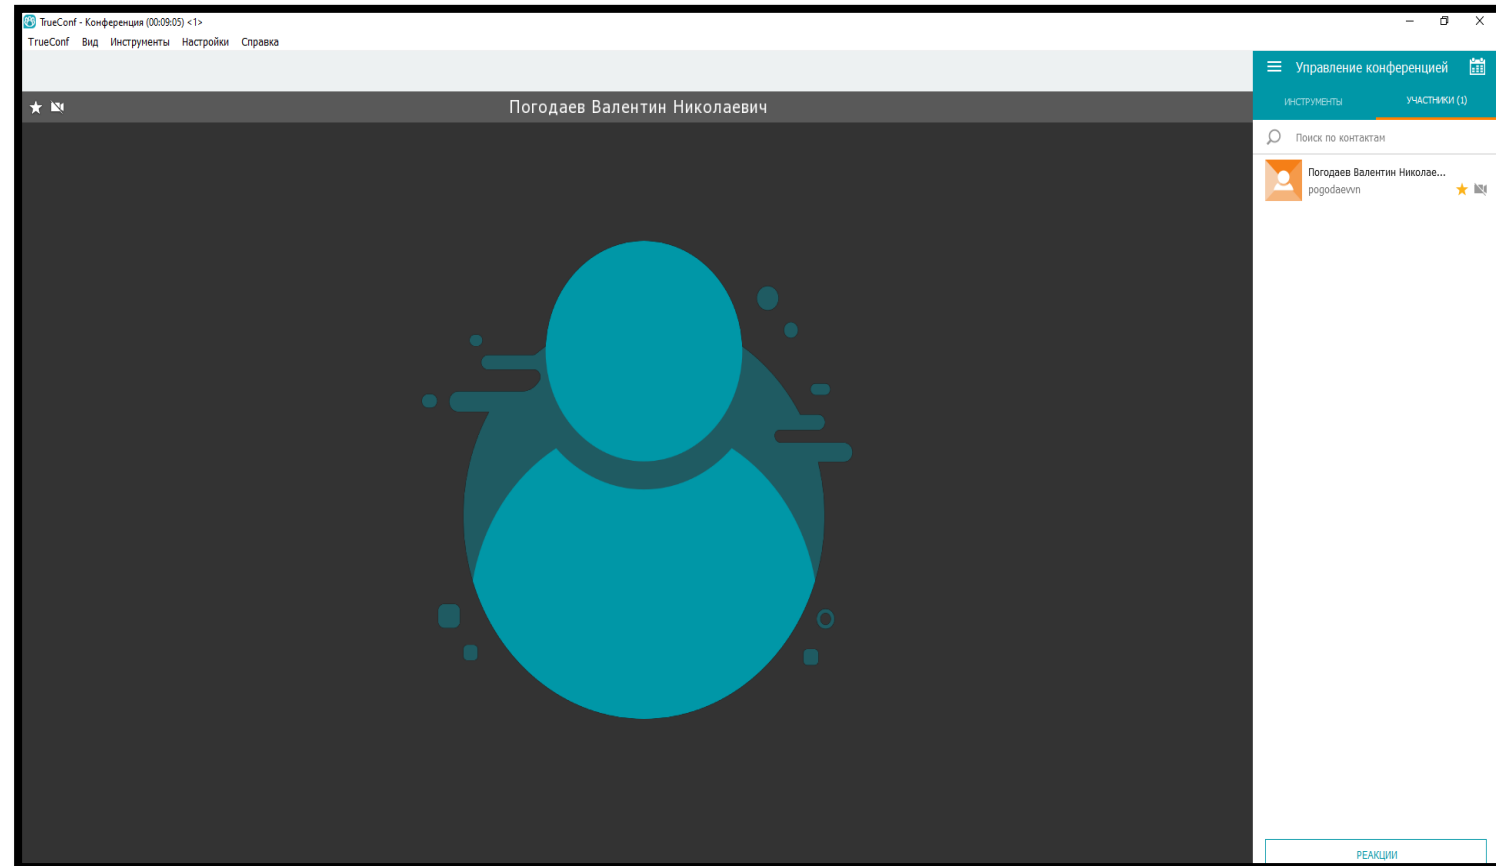 TrueConf - Конференция (00:09:05) <1>
TrueConf Вид Инструменты Настройки Справка
Управление конференцией
ИНСТРУМЕНТЫ УЧАСТНИКИ (1)
Погодаев Валентин Николаевич
Поиск по контактам
Погодаев Валентин Николае...
pogodaevvn
РЕАКЦИИ